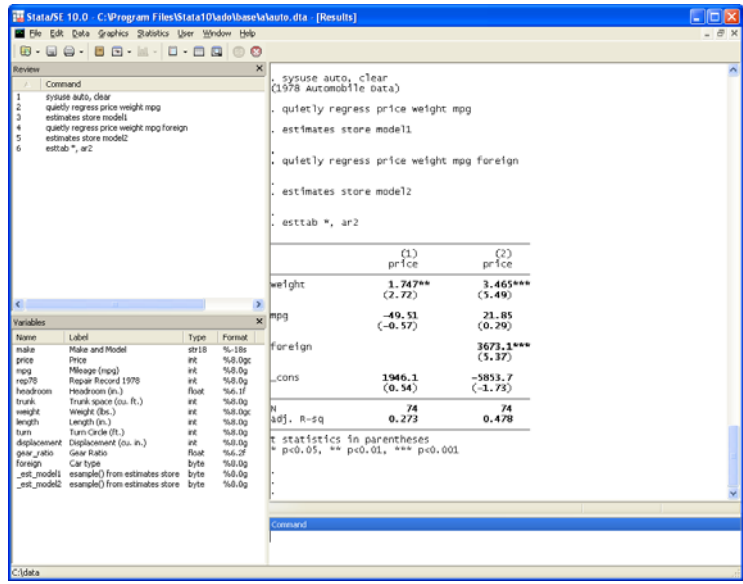 Stata/SE 10.0 - C:\Program Files\Stata10\ado\base\a\auto.dta - [Results]
File Edit Data Graphics Statistics User Window Help
Review
Command
1 sysuse auto, clear
2 quietly regress price weight mpg
3 estimates store model1
4 quietly regress price weight mpg foreign
5 estimates store model2
6 esttab *, ar2
Variables
Name Label Type Format
make Make and Model str18 %-18s
price Price int %8.0gc
mpg Mileage (mpg) int %8.0g
rep78 Repair Record 1978 int %8.0g
headroom Headroom (in.) float %6.1f
trunk Trunk space (cu. ft.) int %8.0g
weight Weight (lbs.) int %8.0gc
length Length (in.) int %8.0g
turn Turn Circle (ft.) int %8.0g
displacement Displacement (cu. in.) int %8.0g
gear_ratio Gear Ratio float %6.2f
foreign Car type byte %8.0g
_est_model1 esample() from estimates store byte %8.0g
_est_model2 esample() from estimates store byte %8.0g
. sysuse auto, clear
(1978 Automobile Data)
. quietly regress price weight mpg
. estimates store model1
.
. quietly regress price weight mpg foreign
. estimates store model2
.
. esttab *, ar2
(1) (2)
price price
weight 1.747** 3.465***
(2.72) (5.49)
mpg -49.51 21.85
(-0.57) (0.29)
foreign 3673.1***
(5.37)
_cons 1946.1 -5853.7
(0.54) (-1.73)
N 74 74
adj. R-sq 0.273 0.478
t statistics in parentheses
* p<0.05, ** p<0.01, *** p<0.001
.
.
.
Command
C:\data